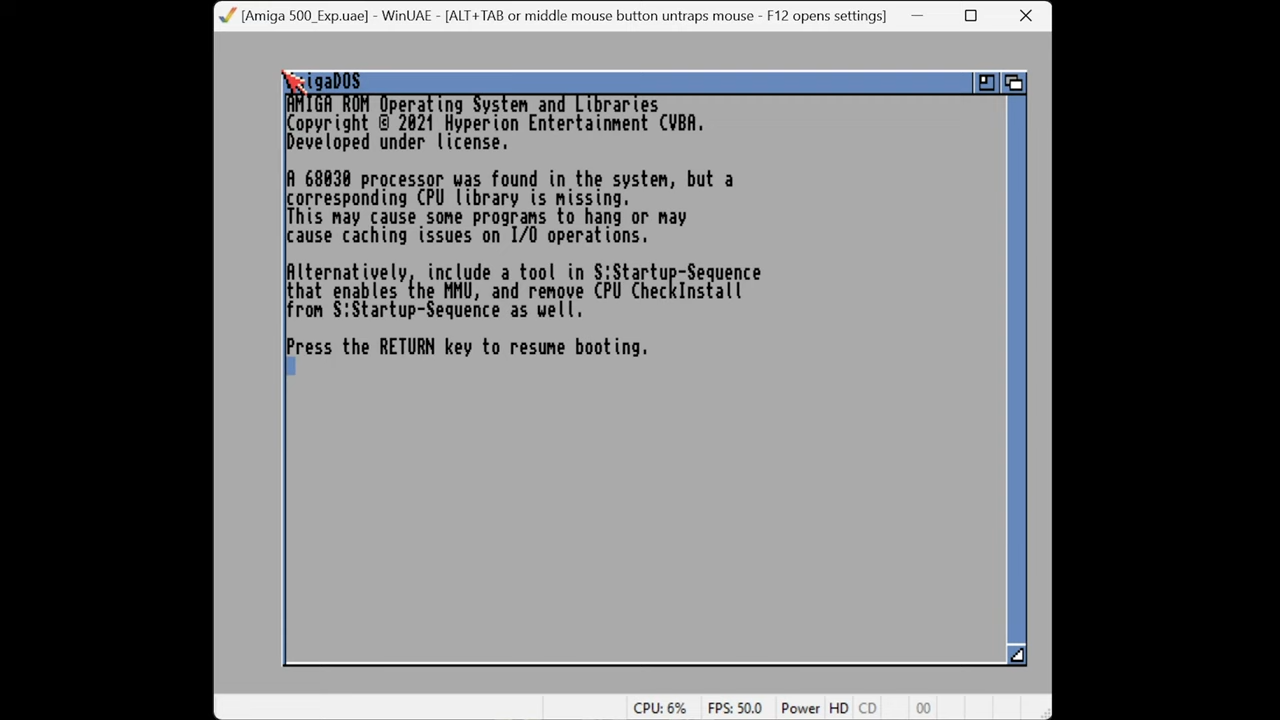 [Amiga 500_Exp.uae] - WinUAE - [ALT+TAB or middle mouse button untraps mouse - F12 opens settings]
AMIGA ROM Operating System and Libraries
Copyright © 2021 Hyperion Entertainment CVBA.
Developed under license.
A 68030 processor was found in the system, but a
corresponding CPU library is missing.
This may cause some programs to hang or may
cause caching issues on I/O operations.
Alternatively, include a tool in S:Startup-Sequence
that enables the MMU, and remove CPU CheckInstall
from S:Startup-Sequence as well.
Press the RETURN key to resume booting.
CPU: 6% FPS: 50.0 Power HD CD 00